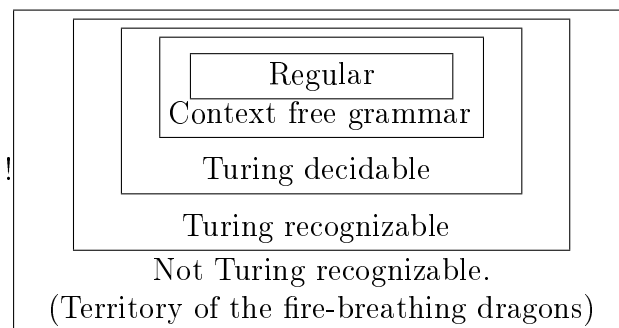 Regular
Context free grammar
!
Turing decidable
Turing recognizable
Not Turing recognizable.
(Territory of the fire-breathing dragons)